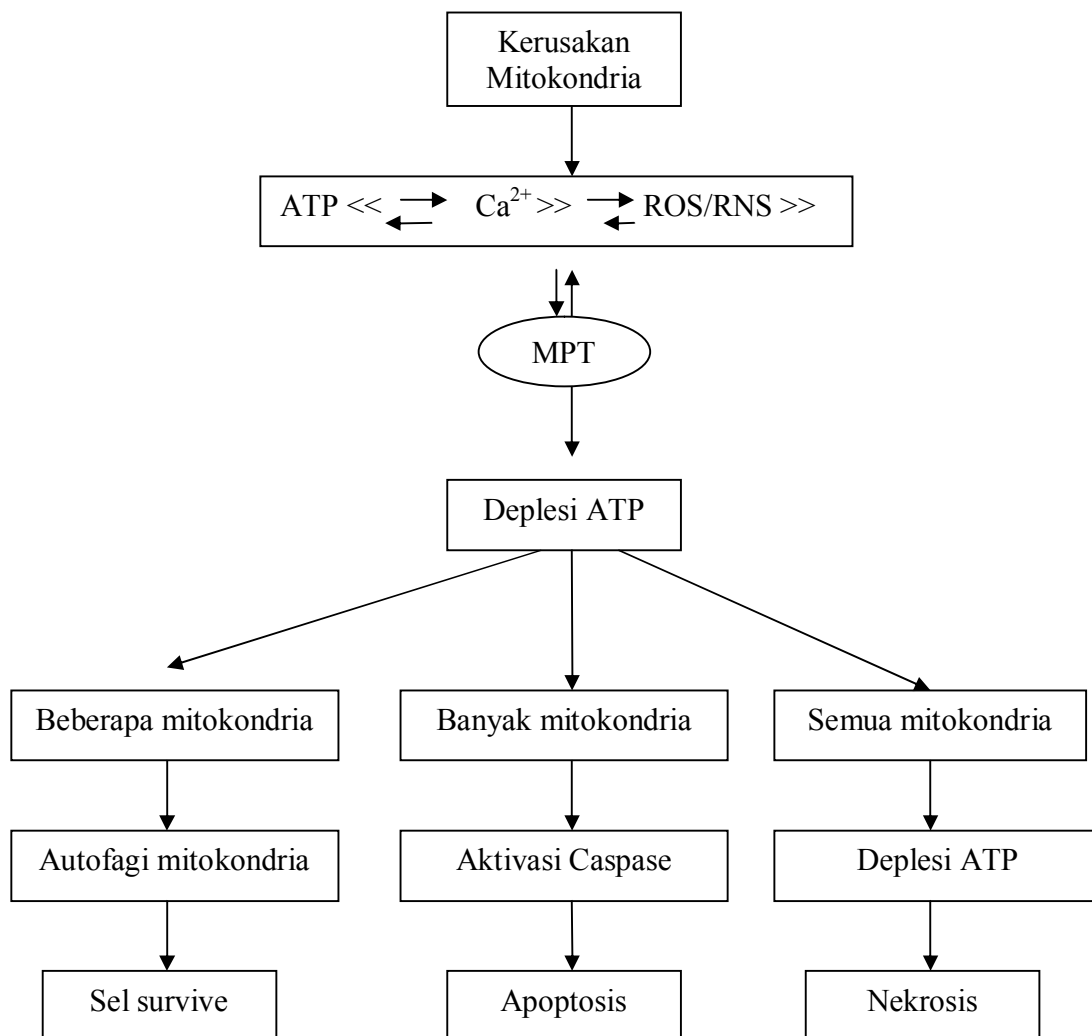 Kerusakan
Mitokondria
ATP << Ca²⁺ >> ROS/RNS >>
MPT
Deplesi ATP
Beberapa mitokondria
Banyak mitokondria
Semua mitokondria
Autofagi mitokondria
Aktivasi Caspase
Deplesi ATP
Sel survive
Apoptosis
Nekrosis